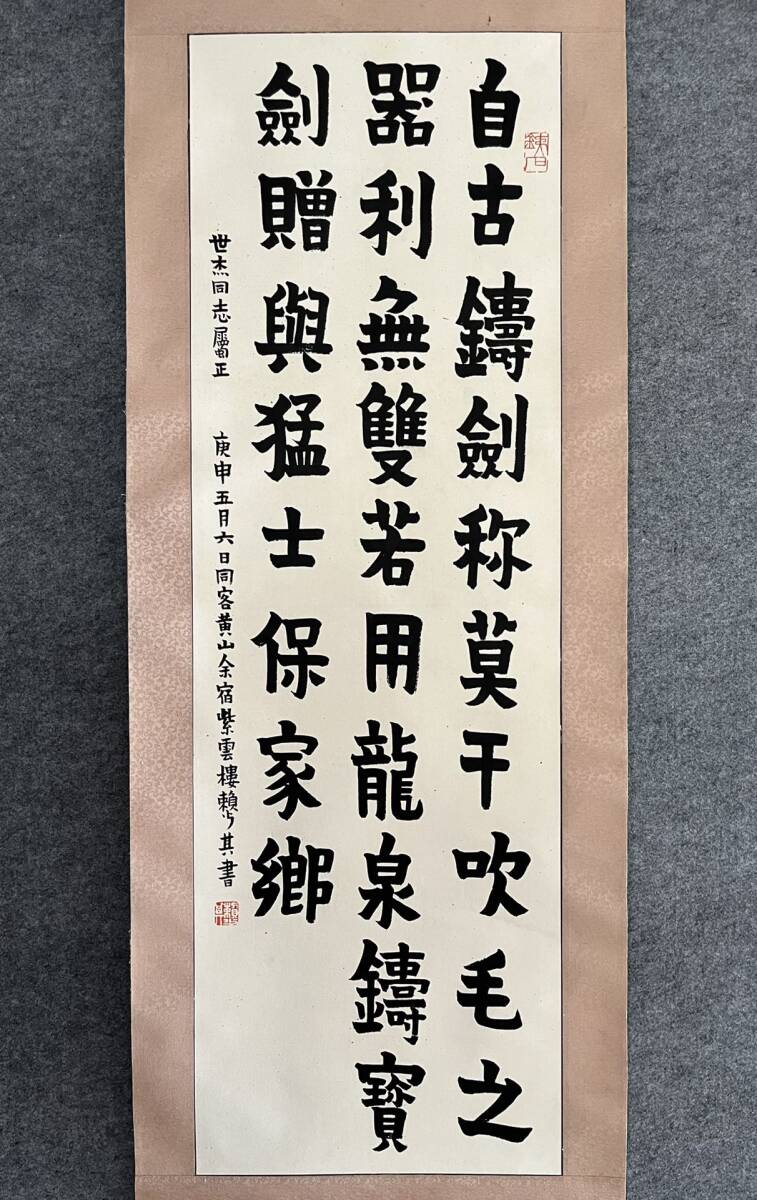 自古鑄劍称莫干吹毛之
器利無雙若用龍泉鑄寶
劍贈與猛士保家鄉
世杰同志屬正 庚申五月六日同客黄山余宿紫雲樓賴少其書